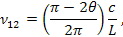 ν₁₂ = ((π − 2θ)/(2π)) c/L,